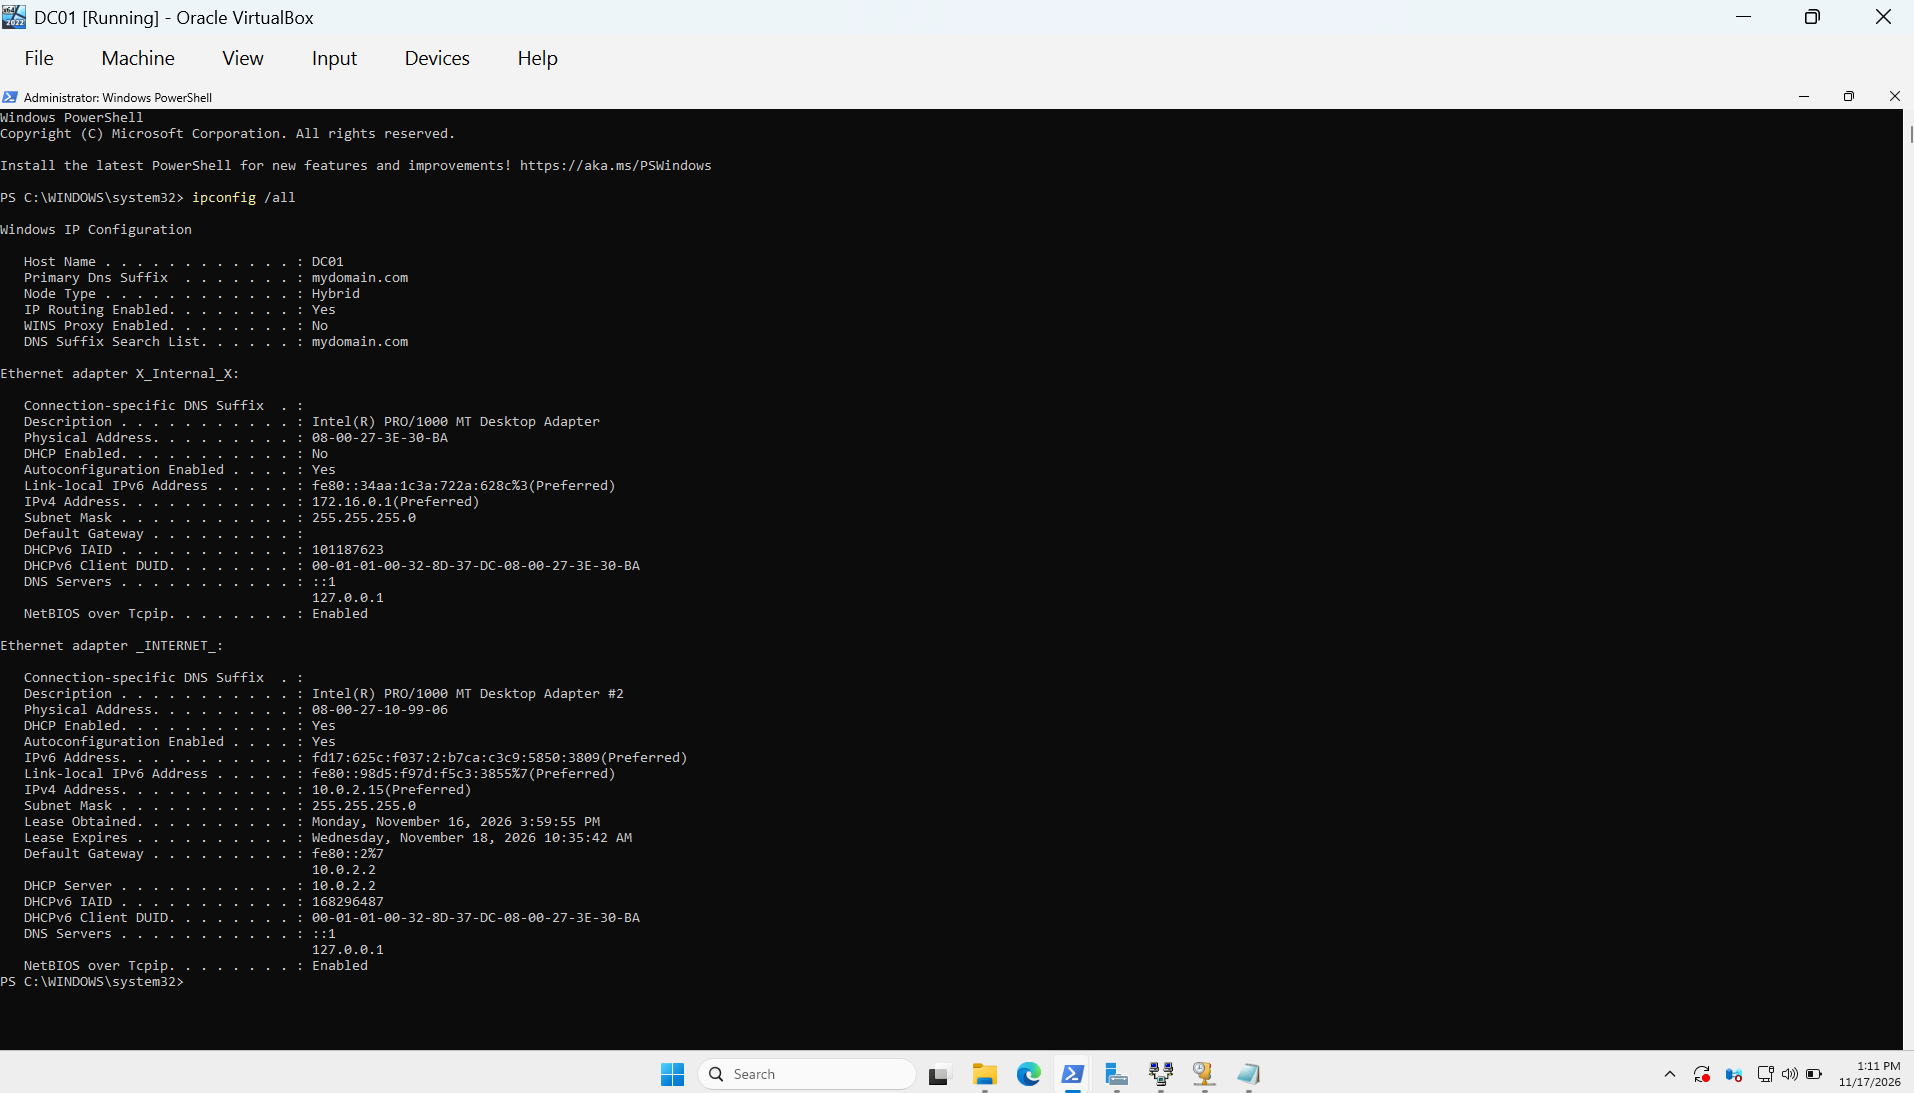 DC01 [Running] - Oracle VirtualBox
File Machine View Input Devices Help
Administrator: Windows PowerShell
Windows PowerShell
Copyright (C) Microsoft Corporation. All rights reserved.
Install the latest PowerShell for new features and improvements! https://aka.ms/PSWindows
PS C:\WINDOWS\system32> ipconfig /all
Windows IP Configuration
Host Name . . . . . . . . . . . . : DC01
Primary Dns Suffix  . . . . . . . : mydomain.com
Node Type . . . . . . . . . . . . : Hybrid
IP Routing Enabled. . . . . . . . : Yes
WINS Proxy Enabled. . . . . . . . : No
DNS Suffix Search List. . . . . . : mydomain.com
Ethernet adapter X_Internal_X:
Connection-specific DNS Suffix  . :
Description . . . . . . . . . . . : Intel(R) PRO/1000 MT Desktop Adapter
Physical Address. . . . . . . . . : 08-00-27-3E-30-BA
DHCP Enabled. . . . . . . . . . . : No
Autoconfiguration Enabled . . . . : Yes
Link-local IPv6 Address . . . . . : fe80::34aa:1c3a:722a:628c%3(Preferred)
IPv4 Address. . . . . . . . . . . : 172.16.0.1(Preferred)
Subnet Mask . . . . . . . . . . . : 255.255.255.0
Default Gateway . . . . . . . . . :
DHCPv6 IAID . . . . . . . . . . . : 101187623
DHCPv6 Client DUID. . . . . . . . : 00-01-01-00-32-8D-37-DC-08-00-27-3E-30-BA
DNS Servers . . . . . . . . . . . : ::1
127.0.0.1
NetBIOS over Tcpip. . . . . . . . : Enabled
Ethernet adapter _INTERNET_:
Connection-specific DNS Suffix  . :
Description . . . . . . . . . . . : Intel(R) PRO/1000 MT Desktop Adapter #2
Physical Address. . . . . . . . . : 08-00-27-10-99-06
DHCP Enabled. . . . . . . . . . . : Yes
Autoconfiguration Enabled . . . . : Yes
IPv6 Address. . . . . . . . . . . : fd17:625c:f037:2:b7ca:c3c9:5850:3809(Preferred)
Link-local IPv6 Address . . . . . : fe80::98d5:f97d:f5c3:3855%7(Preferred)
IPv4 Address. . . . . . . . . . . : 10.0.2.15(Preferred)
Subnet Mask . . . . . . . . . . . : 255.255.255.0
Lease Obtained. . . . . . . . . . : Monday, November 16, 2026 3:59:55 PM
Lease Expires . . . . . . . . . . : Wednesday, November 18, 2026 10:35:42 AM
Default Gateway . . . . . . . . . : fe80::2%7
10.0.2.2
DHCP Server . . . . . . . . . . . : 10.0.2.2
DHCPv6 IAID . . . . . . . . . . . : 168296487
DHCPv6 Client DUID. . . . . . . . : 00-01-01-00-32-8D-37-DC-08-00-27-3E-30-BA
DNS Servers . . . . . . . . . . . : ::1
127.0.0.1
NetBIOS over Tcpip. . . . . . . . : Enabled
PS C:\WINDOWS\system32>
Search
1:11 PM
11/17/2026